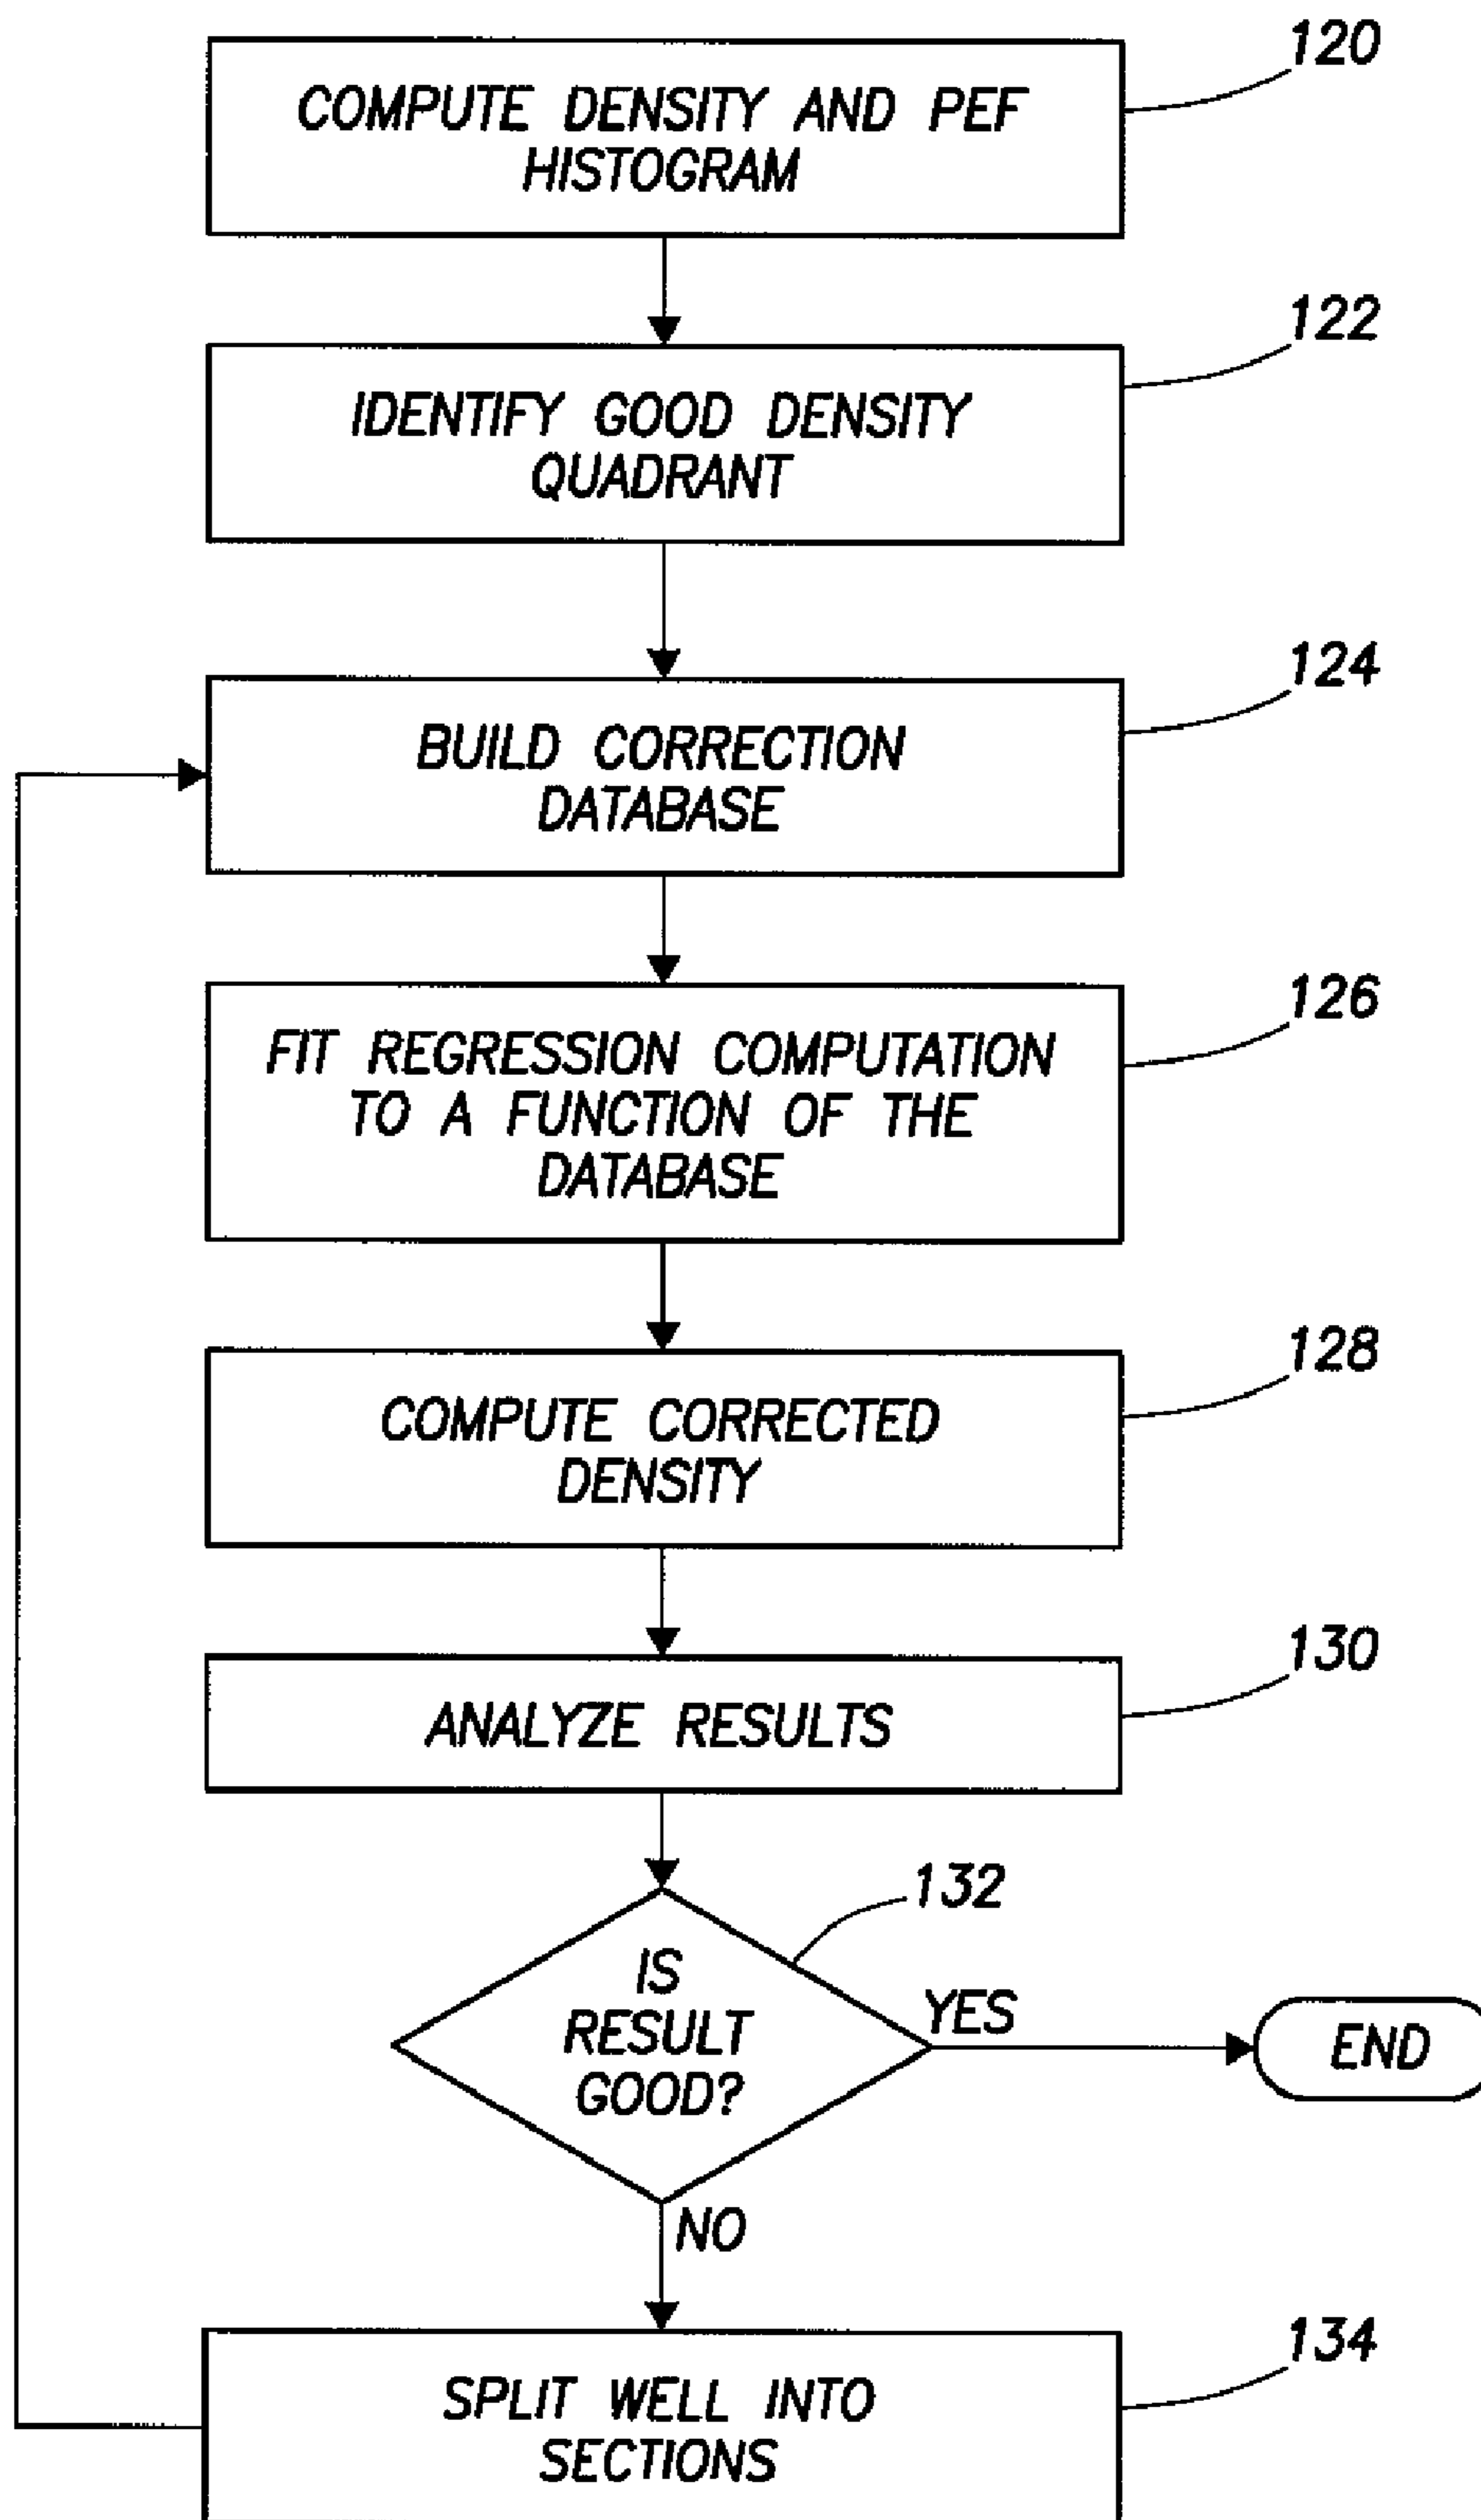 120
COMPUTE DENSITY AND PEF
HISTOGRAM
122
IDENTIFY GOOD DENSITY
QUADRANT
124
BUILD CORRECTION
DATABASE
126
FIT REGRESSION COMPUTATION
TO A FUNCTION OF THE
DATABASE
128
COMPUTE CORRECTED
DENSITY
130
ANALYZE RESULTS
132
IS
RESULT
GOOD?
YES
END
NO
134
SPLIT WELL INTO
SECTIONS